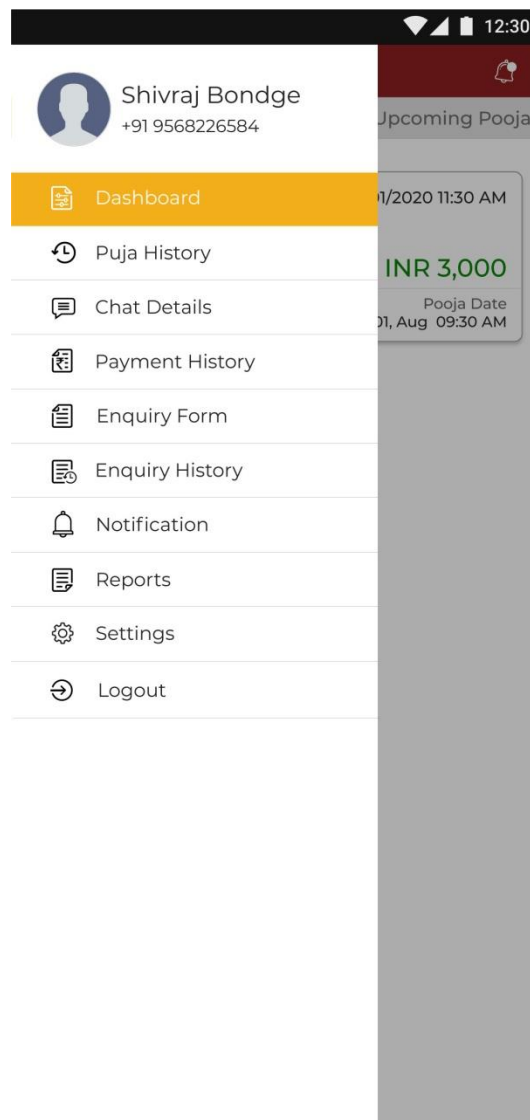 12:30
Shivraj Bondge
+91 9568226584
Upcoming Pooja
Dashboard
1/2020 11:30 AM
Puja History
INR 3,000
Chat Details
Pooja Date
01, Aug 09:30 AM
Payment History
Enquiry Form
Enquiry History
Notification
Reports
Settings
Logout